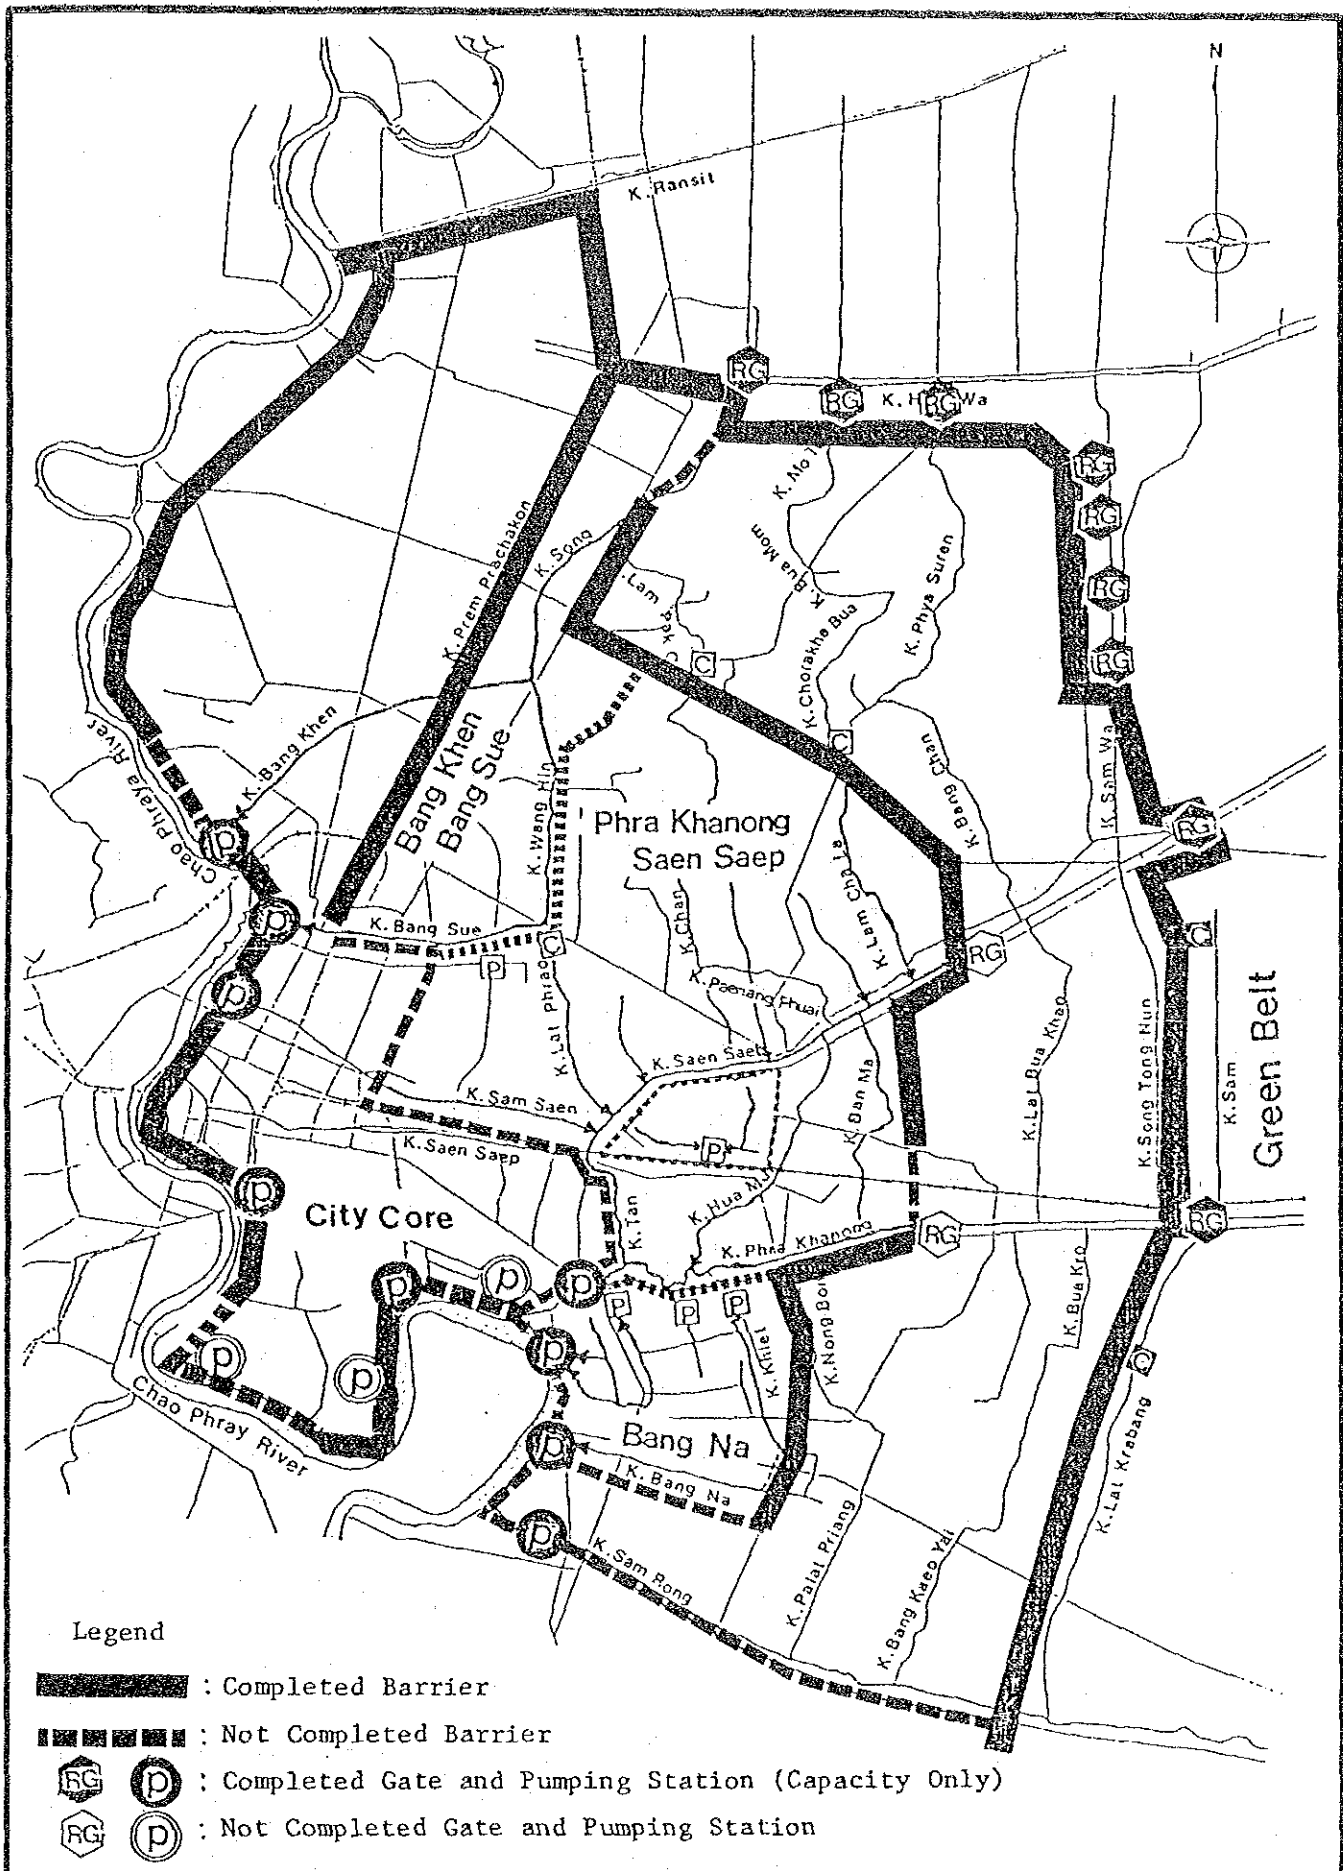 N
K. Ransit
RG
RG
K. H
RG
Wa
RG
RG
RG
RG
K. Mo
K. Bua Mom
K. Song
K. Prem Prachakon
K. Phya Suren
K. Chorakhe Bua
C
C
K. Bang Chan
K. Sam Wa
Chao Phraya River
K. Bang Khen
Bang Khen
Bang Sue
K. Wang Hin
Phra Khanong
Saen Saep
RG
P
P
K. Bang Sue
P
C
K. Chan
K. Lam Cha La
RG
C
P
K. Lat Phrao
K. Paenang Phuai
K. Saen Saeb
K. Ban Ma
K. Lat Bua Khao
K. Song Tong Nun
K. Sam
Green Belt
K. Sam Saen
K. Saen Saep
P
P
City Core
K. Tan
K. Hua Ma
K. Phra Khanong
RG
RG
P
P
P
P
P
P
K. Khlet
K. Nong Bon
K. Bua Kro
P
P
P
C
Chao Phray River
P
Bang Na
K. Bang Na
K. Lat Krabang
P
K. Sam Rong
K. Palat Priang
K. Bang Kaeo Yai
Legend
: Completed Barrier
: Not Completed Barrier
RG P : Completed Gate and Pumping Station (Capacity Only)
RG P : Not Completed Gate and Pumping Station